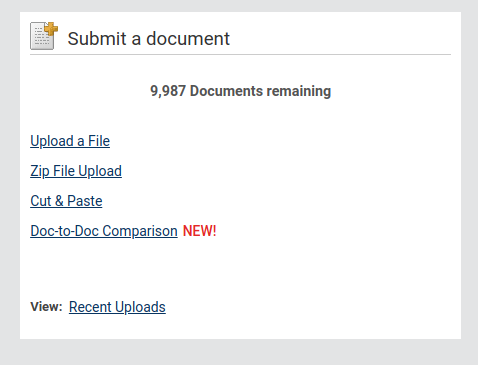 Submit a document
9,987 Documents remaining
Upload a File
Zip File Upload
Cut & Paste
Doc-to-Doc Comparison NEW!
View: Recent Uploads